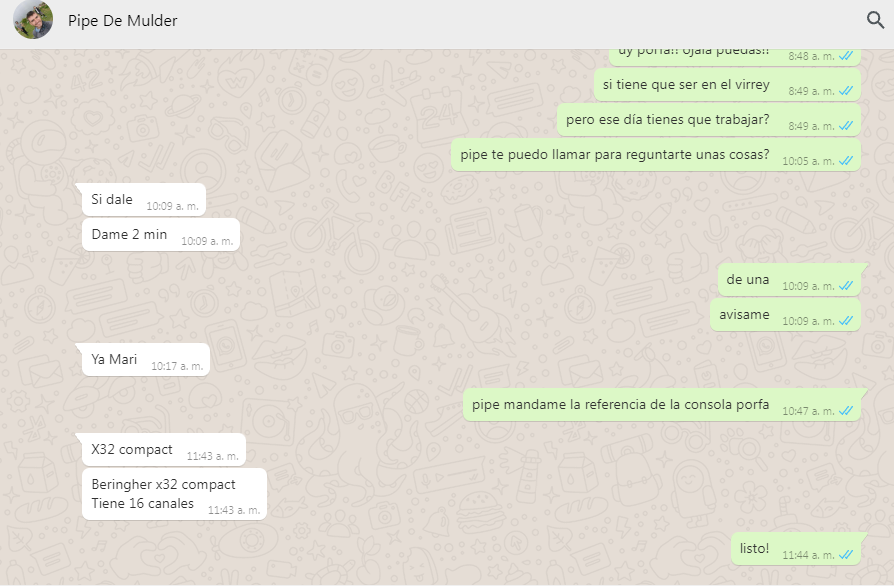 Pipe De Mulder
uy porfa!! ojala puedas!! 8:48 a. m.
si tiene que ser en el virrey 8:49 a. m.
pero ese día tienes que trabajar? 8:49 a. m.
pipe te puedo llamar para reguntarte unas cosas? 10:05 a. m.
Si dale 10:09 a. m.
Dame 2 min 10:09 a. m.
de una 10:09 a. m.
avisame 10:09 a. m.
Ya Mari 10:17 a. m.
pipe mandame la referencia de la consola porfa 10:47 a. m.
X32 compact 11:43 a. m.
Beringher x32 compact
Tiene 16 canales 11:43 a. m.
listo! 11:44 a. m.